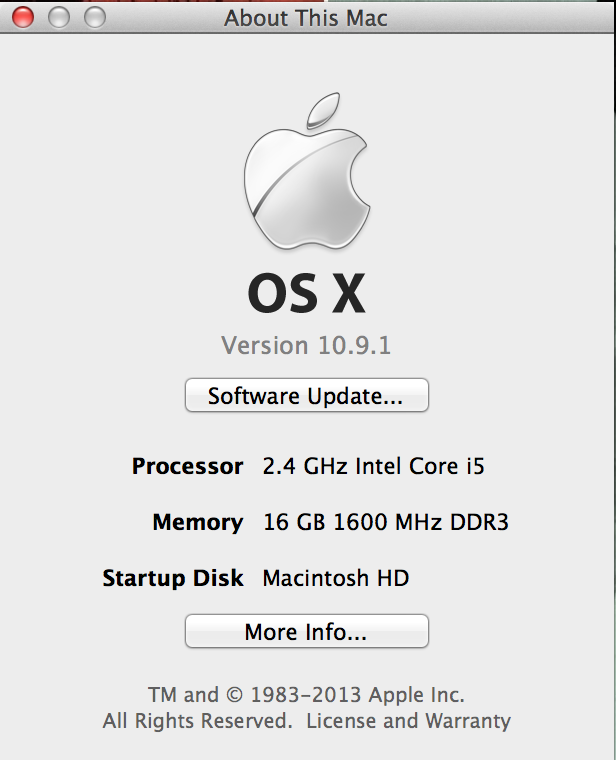 About This Mac
OS X
Version 10.9.1
Software Update...
Processor 2.4 GHz Intel Core i5
Memory 16 GB 1600 MHz DDR3
Startup Disk Macintosh HD
More Info...
TM and © 1983-2013 Apple Inc.
All Rights Reserved. License and Warranty